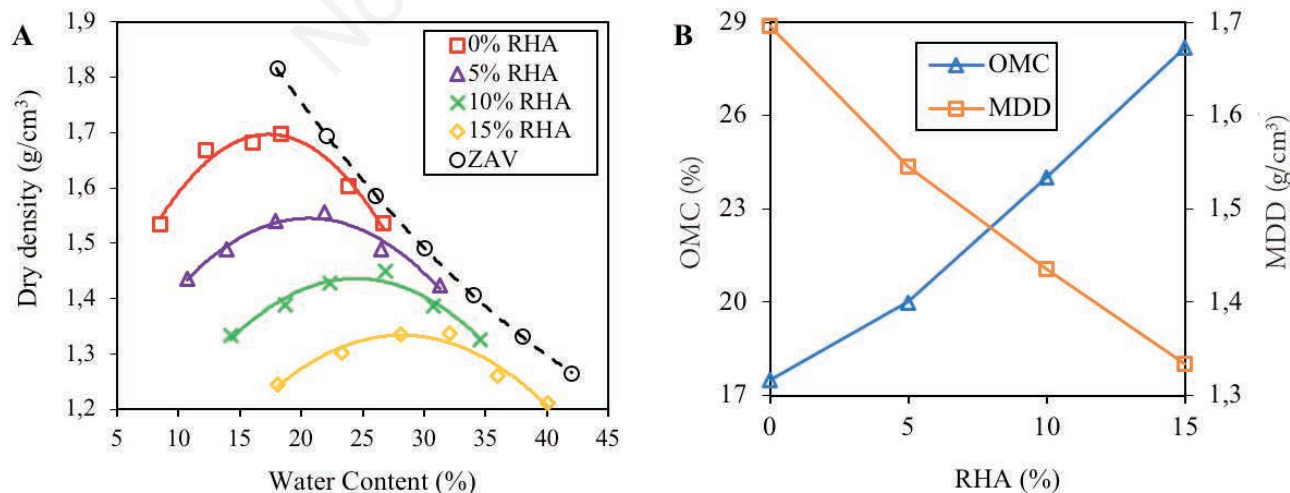 A
Dry density (g/cm³)
1,9
1,8
1,7
1,6
1,5
1,4
1,3
1,2
5 10 15 20 25 30 35 40 45
Water Content (%)
0% RHA
5% RHA
10% RHA
15% RHA
ZAV
No
B
OMC (%)
29
26
23
20
17
0 5 10 15
RHA (%)
OMC
MDD
1,7
1,6
1,5
1,4
1,3
MDD (g/cm³)